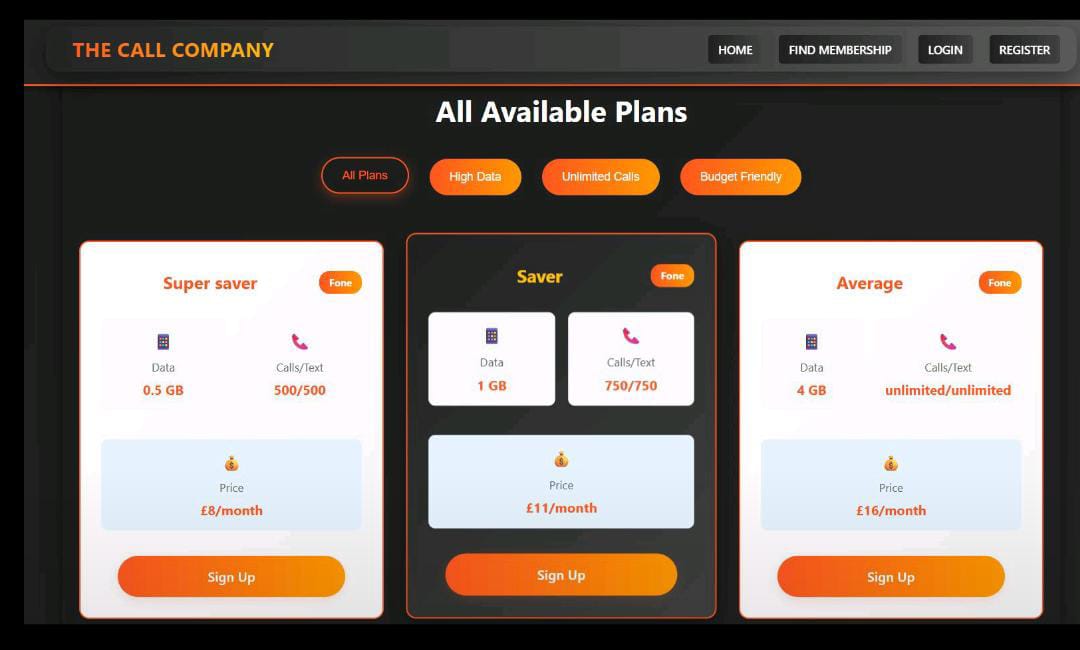 THE CALL COMPANY
HOME FIND MEMBERSHIP LOGIN REGISTER
All Available Plans
All Plans High Data Unlimited Calls Budget Friendly
Super saver Fone
Data Calls/Text
0.5 GB 500/500
Price
£8/month
Sign Up
Saver Fone
Data Calls/Text
1 GB 750/750
Price
£11/month
Sign Up
Average Fone
Data Calls/Text
4 GB unlimited/unlimited
Price
£16/month
Sign Up